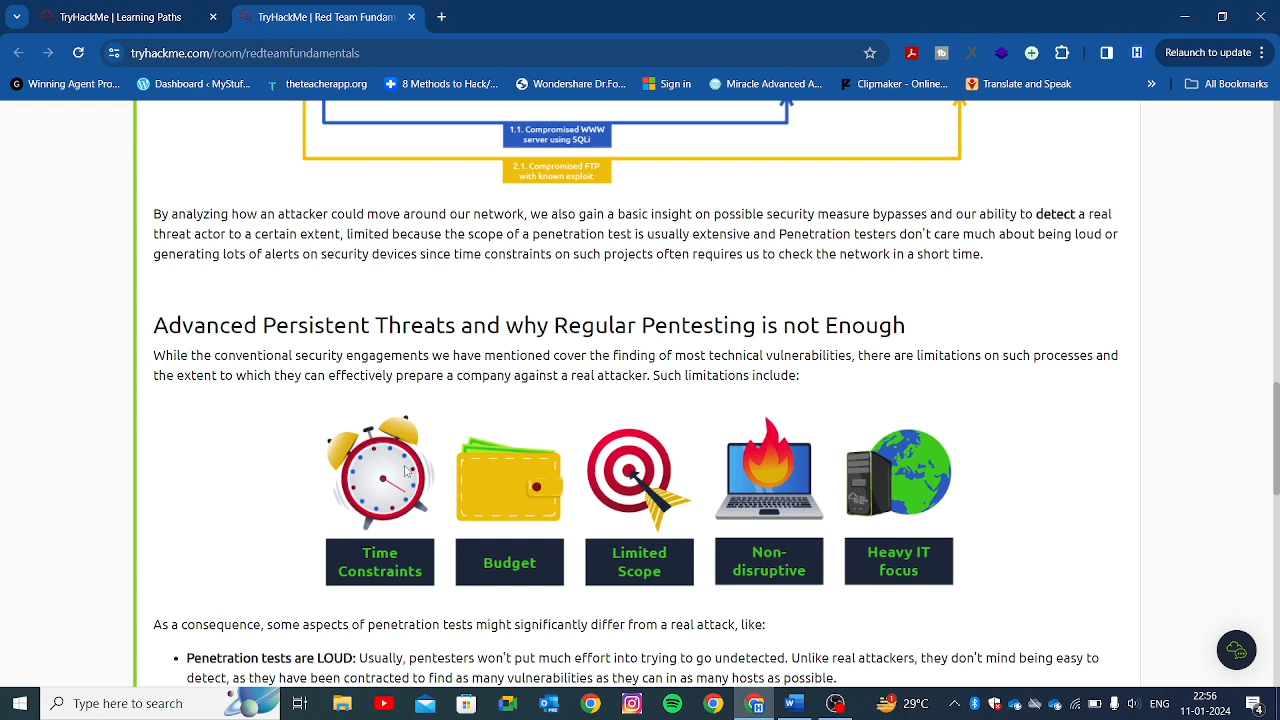 TryHackMe | Learning Paths
TryHackMe | Red Team Fundam
tryhackme.com/room/redteamfundamentals
Relaunch to update
Winning Agent Pro...
Dashboard ‹ MyStuf...
theteacherapp.org
8 Methods to Hack/...
Wondershare Dr.Fo...
Sign in
Miracle Advanced A...
Clipmaker - Online...
Translate and Speak
All Bookmarks
1.1. Compromised WWW
server using SQLi
2.1. Compromised FTP
with known exploit
By analyzing how an attacker could move around our network, we also gain a basic insight on possible security measure bypasses and our ability to detect a real
threat actor to a certain extent, limited because the scope of a penetration test is usually extensive and Penetration testers don't care much about being loud or
generating lots of alerts on security devices since time constraints on such projects often requires us to check the network in a short time.
Advanced Persistent Threats and why Regular Pentesting is not Enough
While the conventional security engagements we have mentioned cover the finding of most technical vulnerabilities, there are limitations on such processes and
the extent to which they can effectively prepare a company against a real attacker. Such limitations include:
Time
Constraints
Budget
Limited
Scope
Non-
disruptive
Heavy IT
focus
As a consequence, some aspects of penetration tests might significantly differ from a real attack, like:
• Penetration tests are LOUD: Usually, pentesters won't put much effort into trying to go undetected. Unlike real attackers, they don't mind being easy to
detect, as they have been contracted to find as many vulnerabilities as they can in as many hosts as possible.
Type here to search
29°C
ENG
22:56
11-01-2024